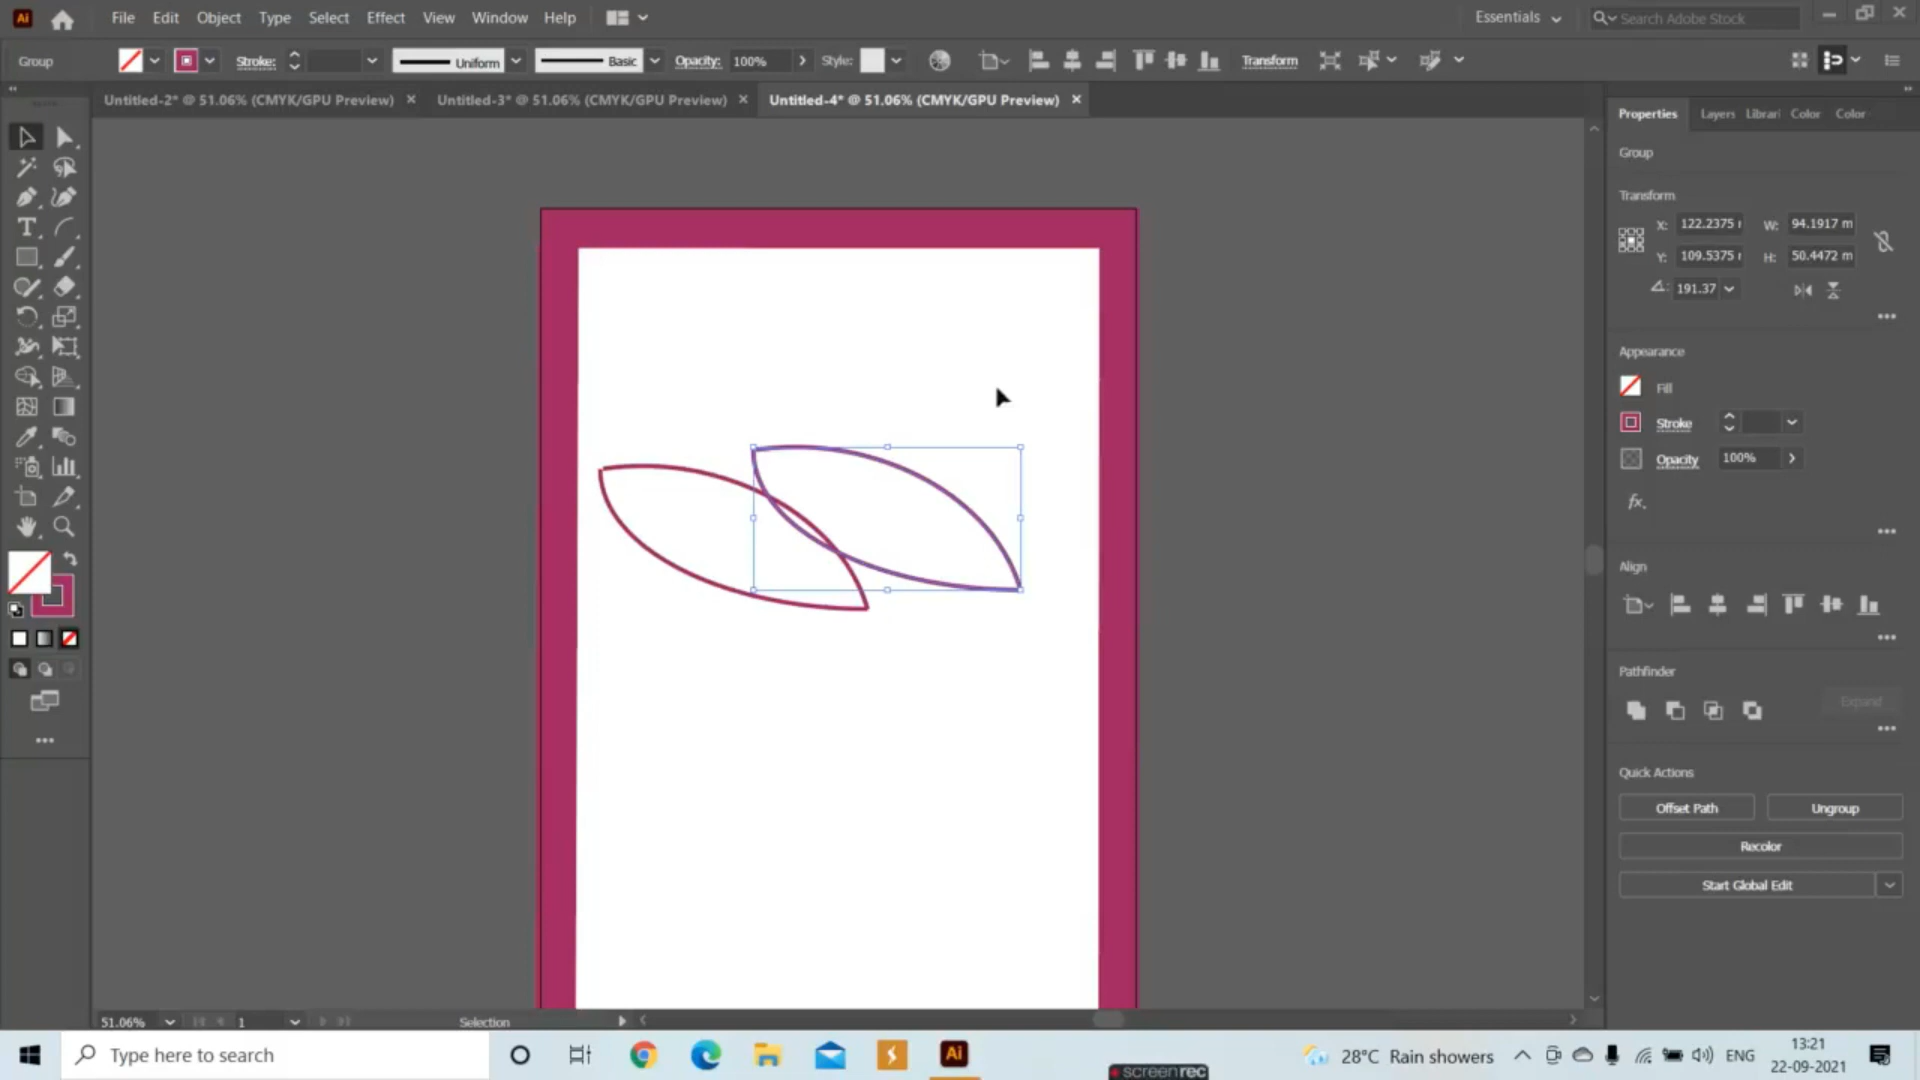 Ai File Edit Object Type Select Effect View Window Help Essentials Search Adobe Stock
Group Stroke: Uniform Basic Opacity: 100% Style: Transform
Untitled-2* @ 51.06% (CMYK/GPU Preview) × Untitled-3* @ 51.06% (CMYK/GPU Preview) × Untitled-4* @ 51.06% (CMYK/GPU Preview) ×
Properties Layers Librari Color Color
Group
Transform
X: 122.2375 W: 94.1917 m
Y: 109.5375 H: 50.4472 m
191.37
Appearance
Fill
Stroke
Opacity 100%
fx.
Align
Pathfinder
Expand
Quick Actions
Offset Path Ungroup
Recolor
Start Global Edit
51.06% 1 Selection
Type here to search Ai 28°C Rain showers ENG 13:21
22-09-2021
screenrec